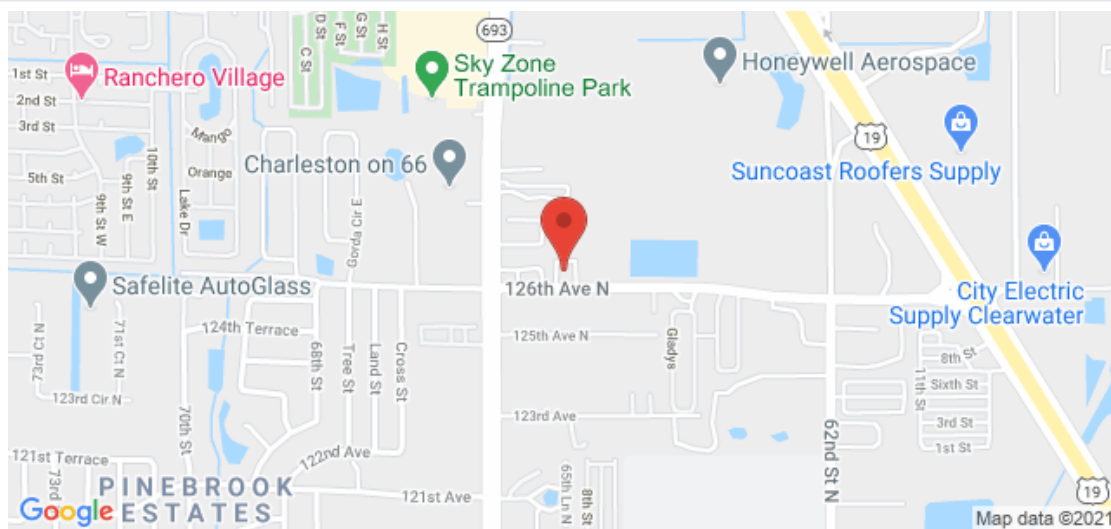 693
D St
F St
G St
H St
C St
1st St
Ranchero Village
2nd St
3rd St
Mango
Orange
5th St
10th St
9th St E
9th St W
Lake Dr
Sky Zone
Trampoline Park
Honeywell Aerospace
19
Suncoast Roofers Supply
Charleston on 66
Gorda Cir E
Safelite AutoGlass
126th Ave N
City Electric
Supply Clearwater
124th Terrace
125th Ave N
73rd Ct N
71st Ct N
68th St
Tree St
Land St
Cross St
Gladys
8th St
11th St
Sixth St
3rd St
1st St
123rd Cir N
70th St
123rd Ave
62nd St N
121st Terrace
122nd Ave
73rd
PINEBROOK
ESTATES
121st Ave
65th Ln N
8th St
19
Google
Map data ©2021